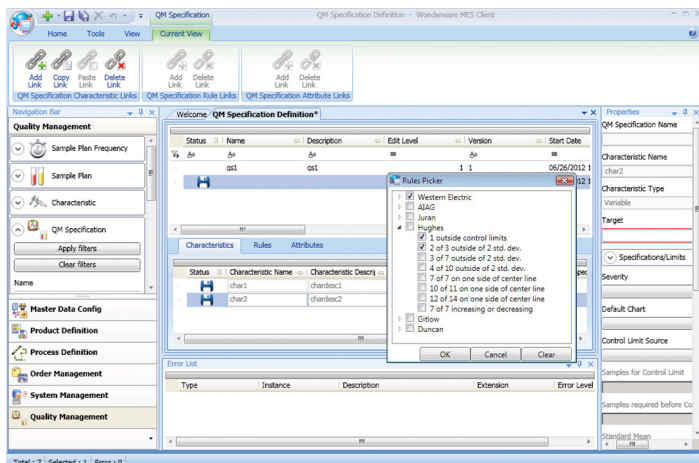 QM Specification
QM Specification Definition - Wonderware MES Client
Home Tools View Current View
Add Link Copy Link Paste Link Delete Link Add Link Delete Link Add Link Delete Link
QM Specification Characteristic Links QM Specification Rule Links QM Specification Attribute Links
Navigation Bar
Quality Management
Sample Plan Frequency
Sample Plan
Characteristic
QM Specification
Apply filters
Clear filters
Name
Master Data Config
Product Definition
Process Definition
Order Management
System Management
Quality Management
Welcome QM Specification Definition*
Status Name Description Edit Level Version Start Date
Aa Aa Aa = Aa =
qs1 qs1 1 1 06/26/2012 1
012 1
Characteristics Rules Attributes
Status Characteristic Name Characteristic Descrip
char1 chardesc1
char2 chardesc2
Rules Picker
Western Electric
AIAG
Juran
Hughes
1 outside control limits
2 of 3 outside of 2 std. dev.
3 of 7 outside of 2 std. dev.
4 of 10 outside of 2 std. dev.
7 of 7 on one side of center line
10 of 11 on one side of center line
12 of 14 on one side of center line
7 of 7 increasing or decreasing
Gitlow
Duncan
OK Cancel Clear
Error List
Type Instance Description Extension Error Level
Properties
QM Specification Name
Characteristic Name
char2
Characteristic Type
Variable
Target
Specifications/Limits
Severity
Default Chart
Control Limit Source
Samples for Control Limit
Samples required before Co
Standard Mean
Total : 7 Selected : 1 Error : 0